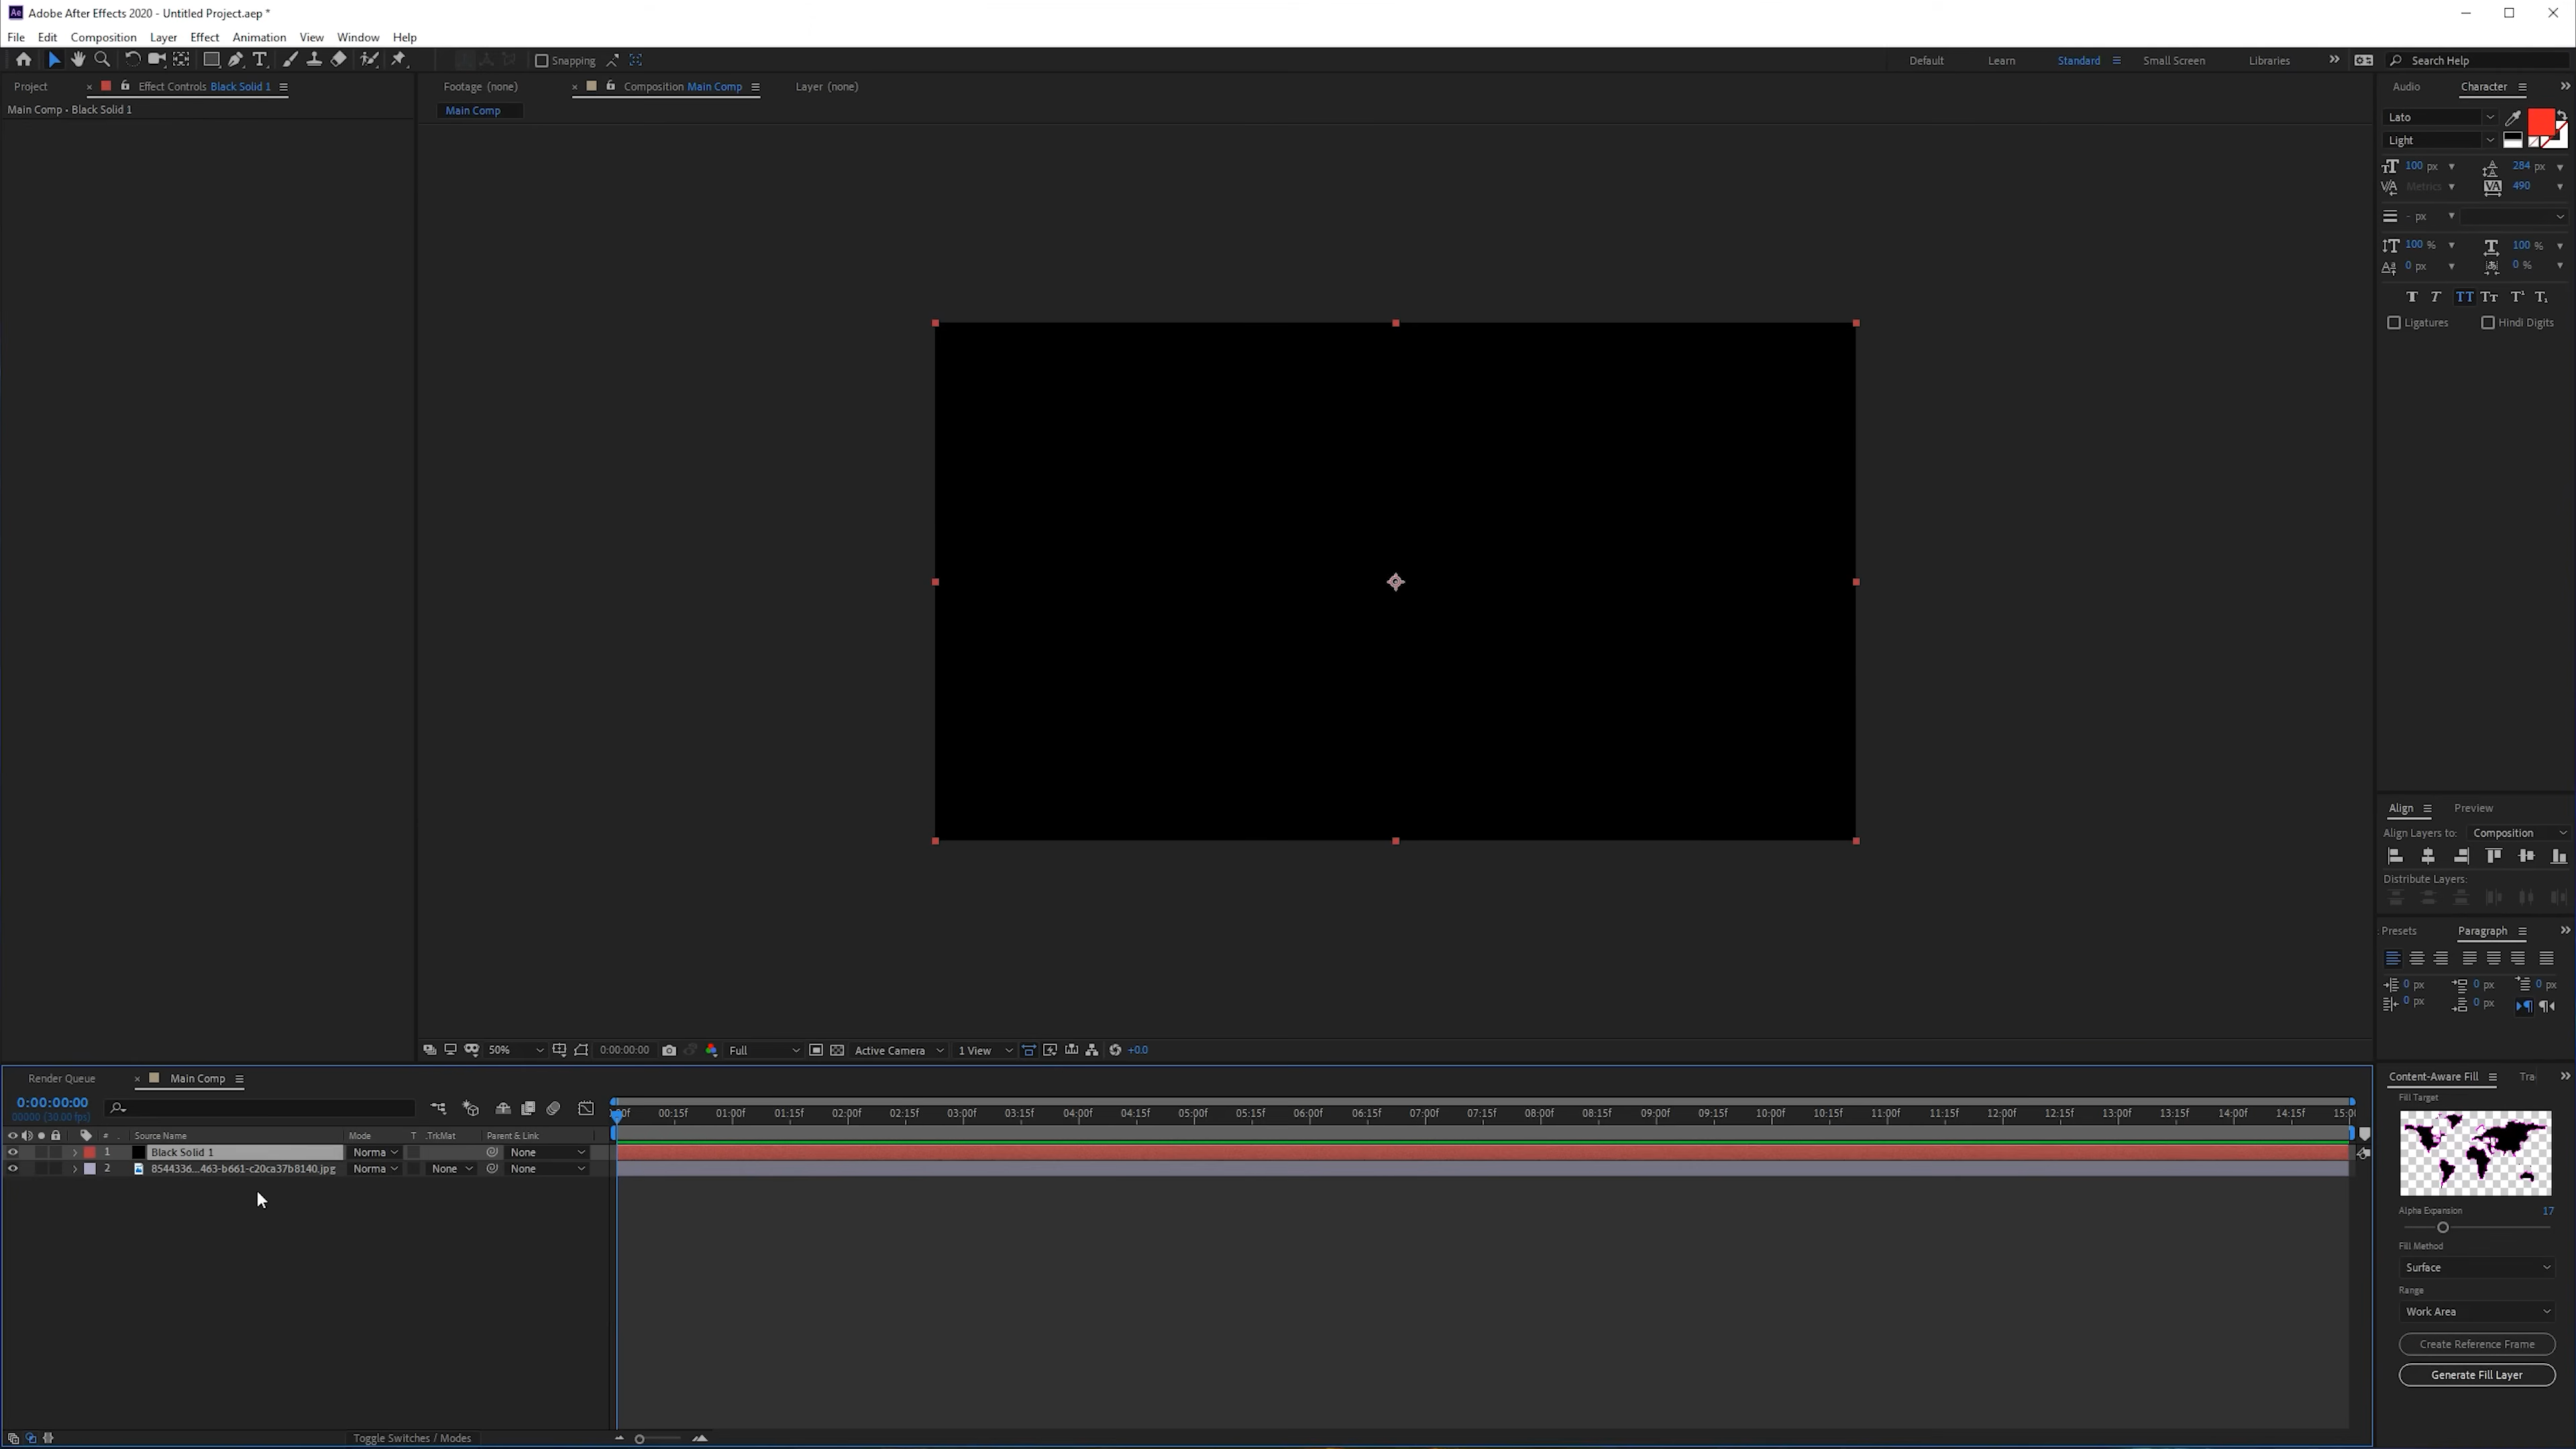 Adobe After Effects 2020 - Untitled Project.aep *
File Edit Composition Layer Effect Animation View Window Help
Snapping
Default Learn Standard Small Screen Libraries Search Help
Project Effect Controls Black Solid 1
Main Comp • Black Solid 1
Footage (none) Composition Main Comp Layer (none)
Main Comp
Audio Character
Lato
Light
100 px 284 px
Metrics 490
- px
100 % 100 %
0 px 0 %
Ligatures Hindi Digits
Align Preview
Align Layers to: Composition
Distribute Layers:
Presets Paragraph
0 px 0 px 0 px
0 px 0 px
50% 0:00:00:00 Full Active Camera 1 View +0.0
Render Queue Main Comp
0:00:00:00
00000 (30.00 fps)
00:15f 01:00f 01:15f 02:00f 02:15f 03:00f 03:15f 04:00f 04:15f 05:00f 05:15f 06:00f 06:15f 07:00f 07:15f 08:00f 08:15f 09:00f 09:15f 10:00f 10:15f 11:00f 11:15f 12:00f 12:15f 13:00f 13:15f 14:00f 14:15f
# Source Name Mode T .TrkMat Parent & Link
1 Black Solid 1 Norma None
2 8544336...463-b661-c20ca37b8140.jpg Norma None None
Toggle Switches / Modes
Content-Aware Fill Tra
Fill Target
Alpha Expansion 17
Fill Method
Surface
Range
Work Area
Create Reference Frame
Generate Fill Layer